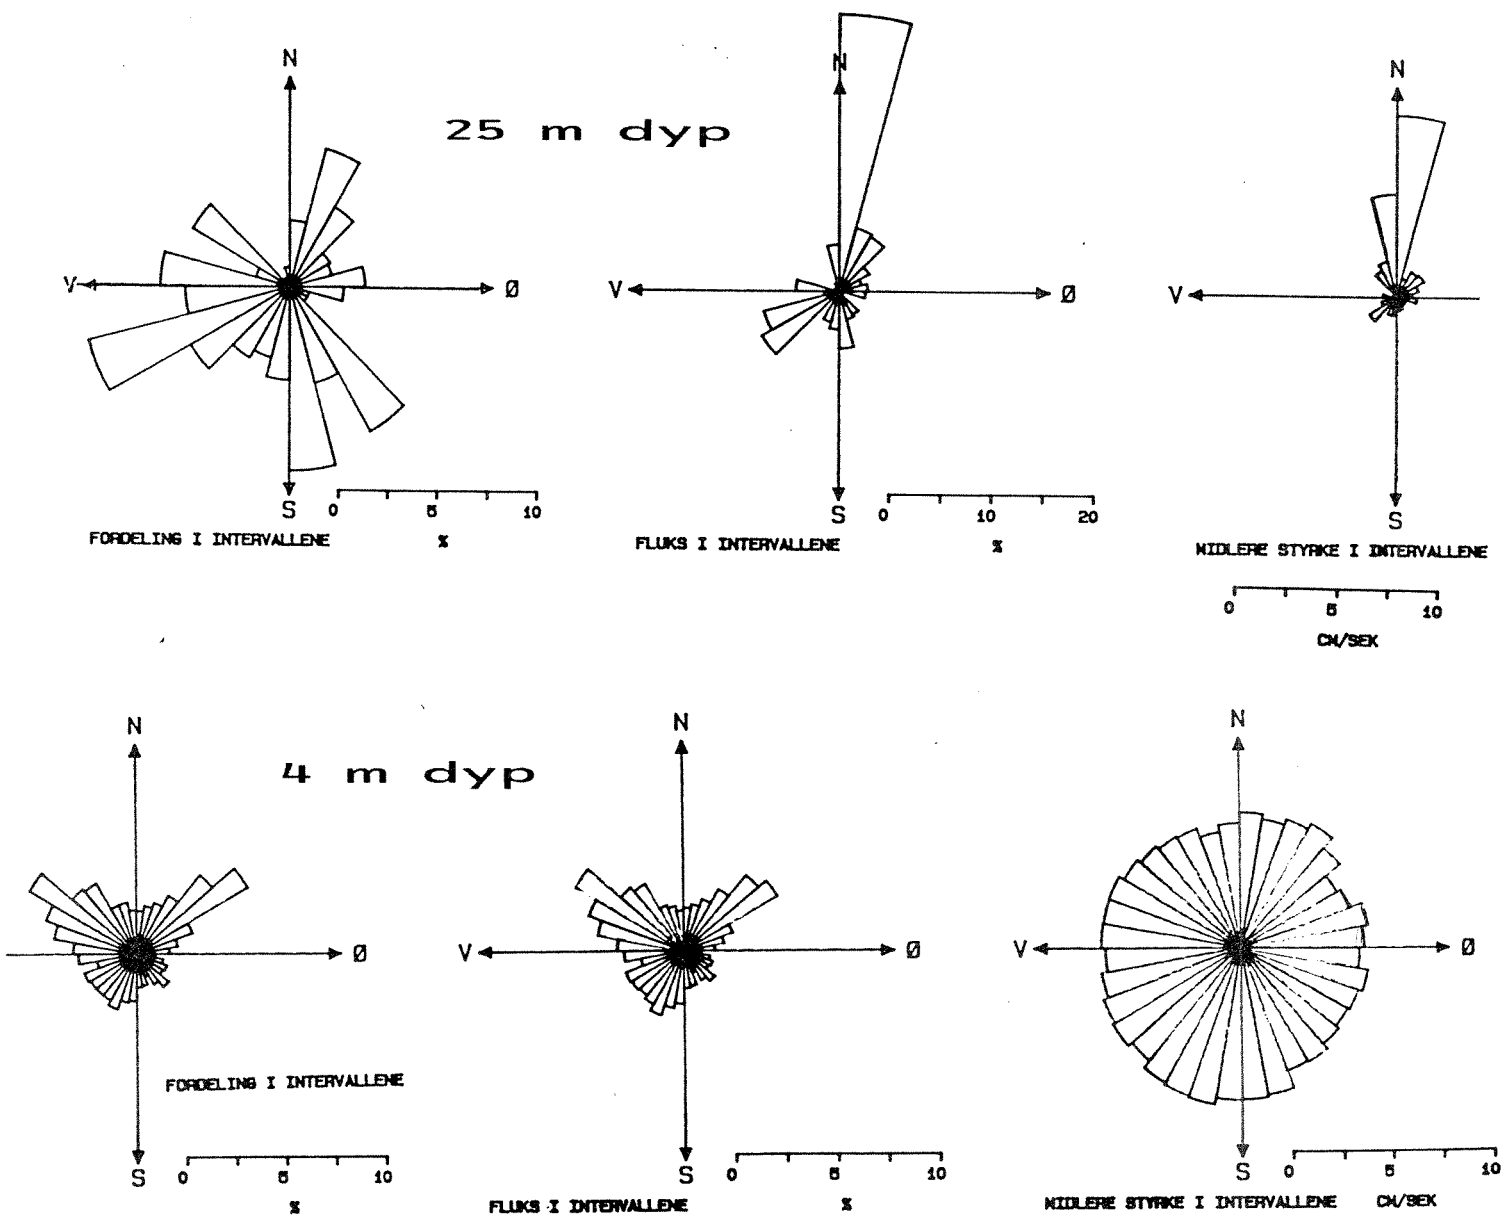 N
N
N
25 m dyp
V
Ø
V
Ø
V
S
S
S
0 5 10
0 10 20
FORDELING I INTERVALLENE %
FLUKS I INTERVALLENE %
MIDLERE STYRKE I INTERVALLENE
0 5 10
CM/SEK
N
N
N
4 m dyp
Ø
V
Ø
V
Ø
FORDELING I INTERVALLENE
S
S
S
0 5 10
0 5 10
0 5 10
%
FLUKS I INTERVALLENE %
MIDLERE STYRKE I INTERVALLENE CM/SEK